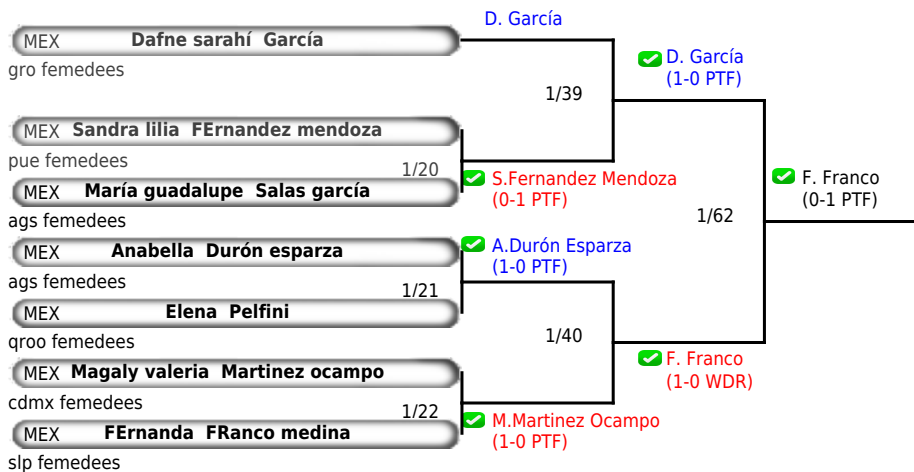 D. García
MEX Dafne sarahí García
gro femedees
D. García
(1-0 PTF)
1/39
MEX Sandra lilia FErnandez mendoza
pue femedees
1/20
S.Fernandez Mendoza
(0-1 PTF)
MEX María guadalupe Salas garcía
ags femedees
F. Franco
(0-1 PTF)
1/62
MEX Anabella Durón esparza
ags femedees
A.Durón Esparza
(1-0 PTF)
1/21
MEX Elena Pelfini
qroo femedees
1/40
F. Franco
(1-0 WDR)
MEX Magaly valeria Martinez ocampo
cdmx femedees
1/22
M.Martinez Ocampo
(1-0 PTF)
MEX FErnanda FRanco medina
slp femedees